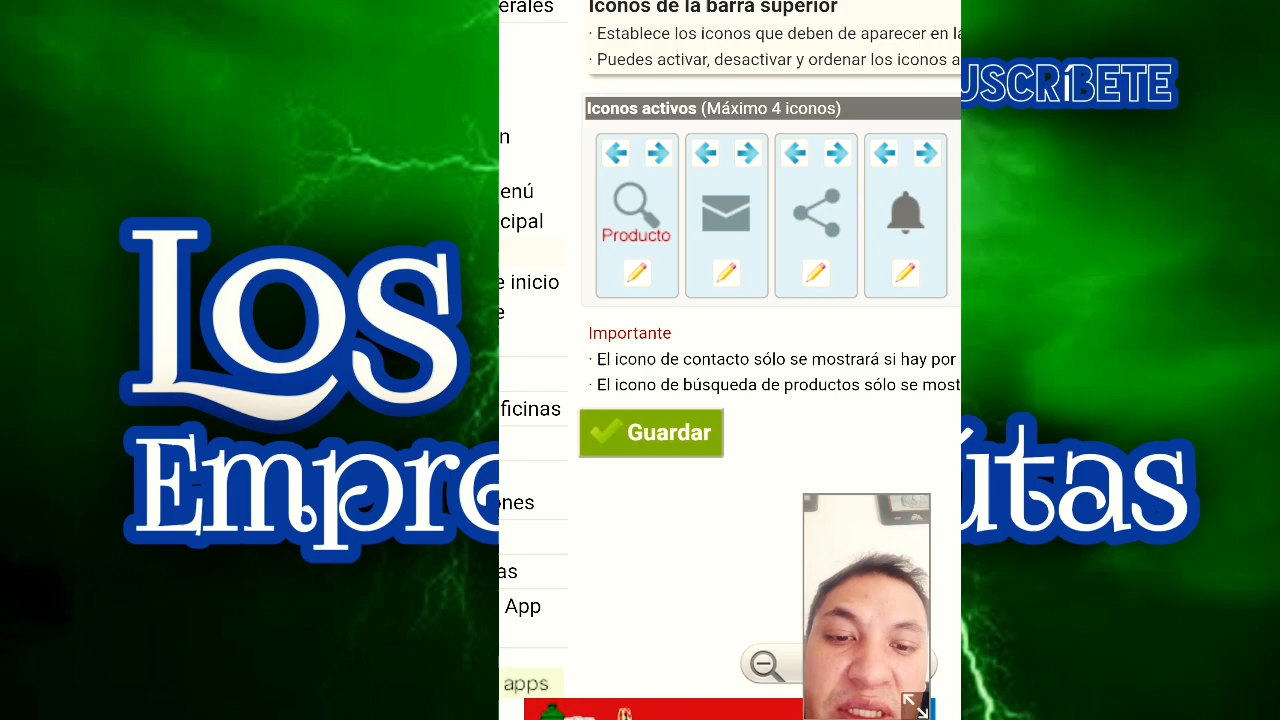 erales
n
enú
cipal
e inicio
e
ficinas
nes
as
App
apps
Iconos de la barra superior
· Establece los iconos que deben de aparecer en la
· Puedes activar, desactivar y ordenar los iconos a
Iconos activos (Máximo 4 iconos)
Producto
Importante
· El icono de contacto sólo se mostrará si hay por
· El icono de búsqueda de productos sólo se most
Guardar
USCRÍBETE
Los
Empre
útas